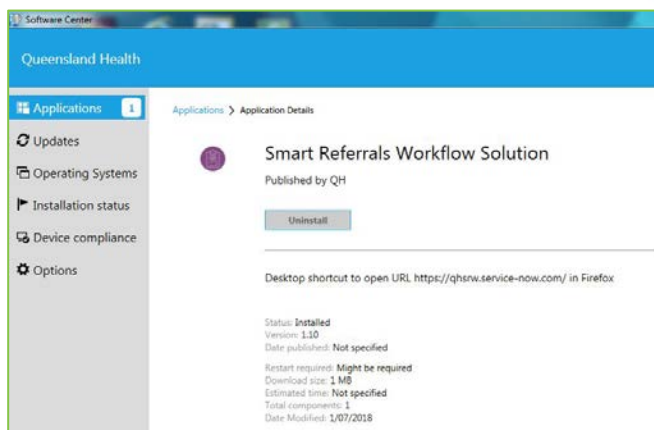 Software Center
Queensland Health
Applications 1
Updates
Operating Systems
Installation status
Device compliance
Options
Applications > Application Details
Smart Referrals Workflow Solution
Published by QH
Uninstall
Desktop shortcut to open URL https://qhsrw.service-now.com/ in Firefox
Status: Installed
Version: 1.10
Date published: Not specified
Restart required: Might be required
Download size: 1 MB
Estimated time: Not specified
Total components: 1
Date Modified: 1/07/2018